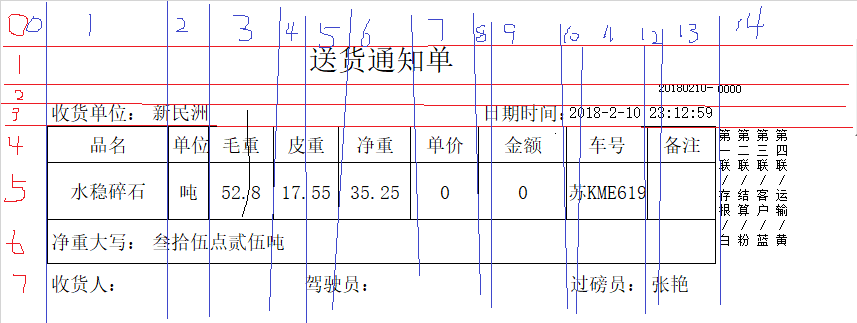 0 0 1 2 3 4 5 6 7 8 9 10 11 12 13 14
1 送货通知单
2 20180210-0000
3 收货单位: 新民洲 日期时间: 2018-2-10 23:12:59
4 品名 单位 毛重 皮重 净重 单价 金额 车号 备注
5 水稳碎石 吨 52.8 17.55 35.25 0 0 苏KME619
6 净重大写: 叁拾伍点贰伍吨
7 收货人: 驾驶员: 过磅员: 张艳
第一联/存根/白
第二联/结算/粉
第三联/客户/蓝
第四联/运输/黄